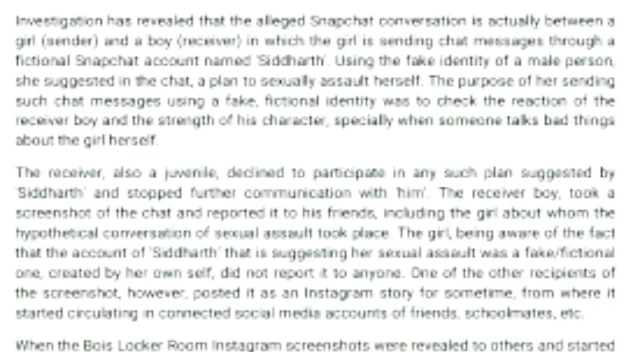 Investigation has revealed that the alleged Snapchat conversation is actually between a
girl (sender) and a boy (receiver) in which the girl is sending chat messages through a
fictional Snapchat account named 'Siddharth'. Using the fake identity of a male person,
she suggested in the chat, a plan to sexually assault herself. The purpose of her sending
such chat messages using a fake, fictional identity was to check the reaction of the
receiver boy and the strength of his character, specially when someone talks bad things
about the girl herself.
The receiver, also a juvenile, declined to participate in any such plan suggested by
'Siddharth' and stopped further communication with 'him'. The receiver boy, took a
screenshot of the chat and reported it to his friends, including the girl about whom the
hypothetical conversation of sexual assault took place. The girl, being aware of the fact
that the account of 'Siddharth' that is suggesting her sexual assault was a fake/fictional
one, created by her own self, did not report it to anyone. One of the other recipients of
the screenshot, however, posted it as an Instagram story for sometime, from where it
started circulating in connected social media accounts of friends, schoolmates, etc.
When the Bois Locker Room Instagram screenshots were revealed to others and started